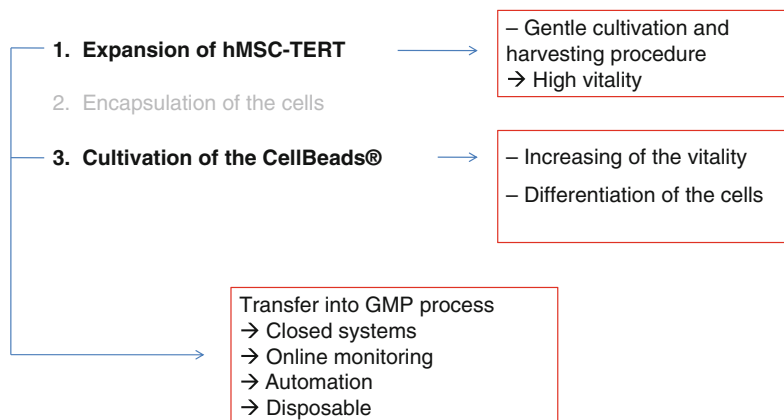 1. Expansion of hMSC-TERT
– Gentle cultivation and
harvesting procedure
→ High vitality
2. Encapsulation of the cells
3. Cultivation of the CellBeads®
– Increasing of the vitality
– Differentiation of the cells
Transfer into GMP process
→ Closed systems
→ Online monitoring
→ Automation
→ Disposable